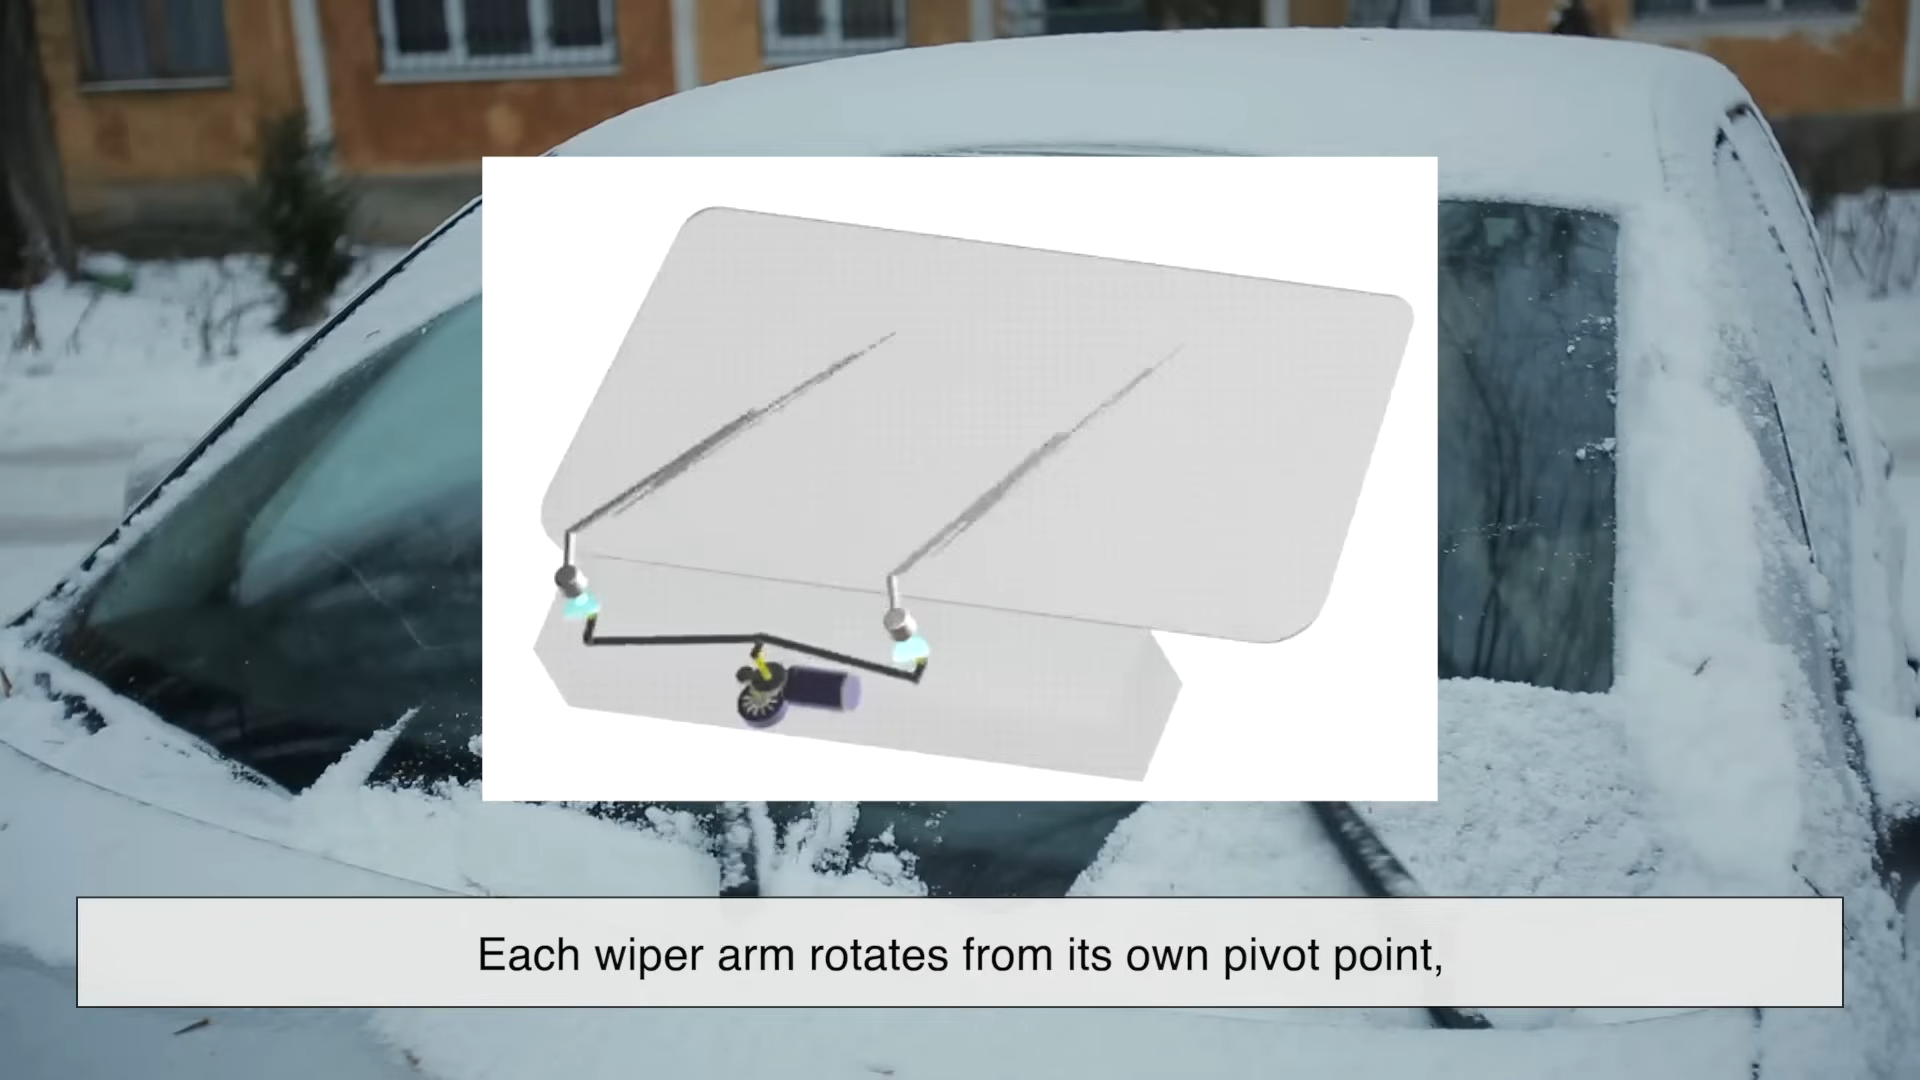 Each wiper arm rotates from its own pivot point,